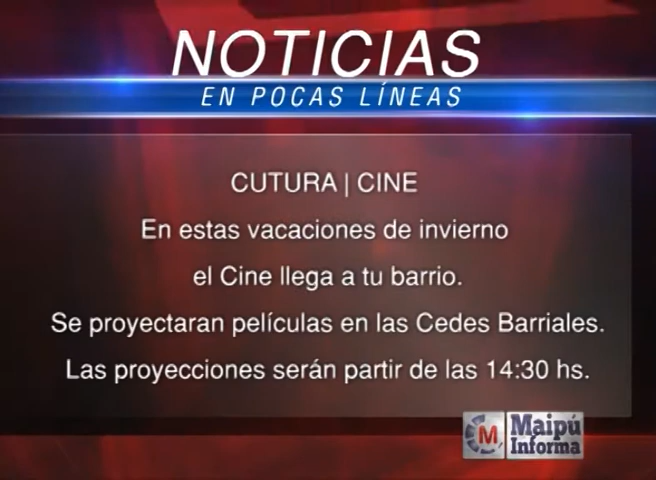 NOTICIAS
EN POCAS LÍNEAS
CUTURA | CINE
En estas vacaciones de invierno
el Cine llega a tu barrio.
Se proyectaran películas en las Cedes Barriales.
Las proyecciones serán partir de las 14:30 hs.
M Maipú
Informa